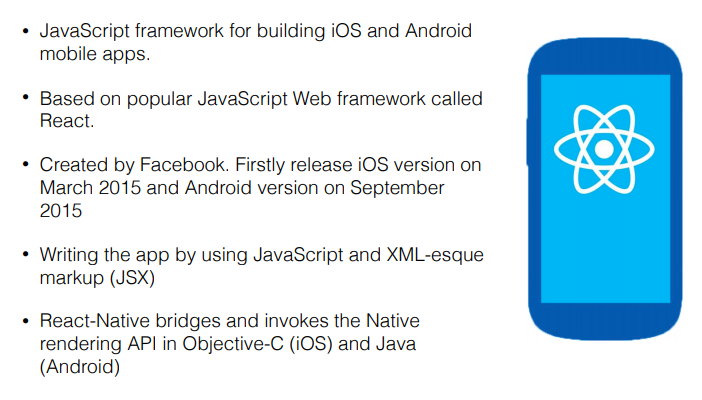 • JavaScript framework for building iOS and Android
mobile apps.
• Based on popular JavaScript Web framework called
React.
• Created by Facebook. Firstly release iOS version on
March 2015 and Android version on September
2015
• Writing the app by using JavaScript and XML-esque
markup (JSX)
• React-Native bridges and invokes the Native
rendering API in Objective-C (iOS) and Java
(Android)